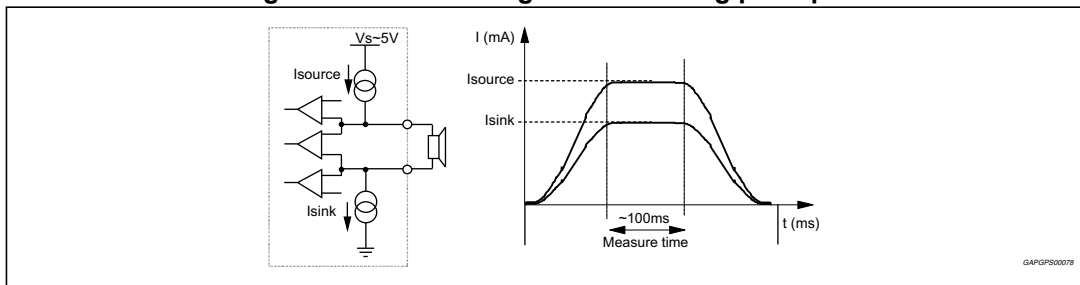 Vs~5V
Isource
Isink
I (mA)
Isource
Isink
~100ms
Measure time
t (ms)
GAPGPS00078